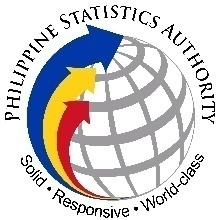 PHILIPPINE STATISTICS AUTHORITY
Solid • Responsive • World-class